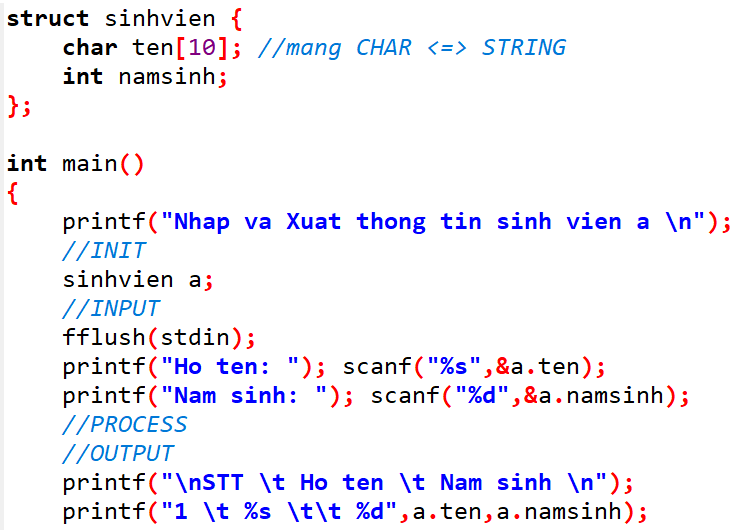 struct sinhvien {
    char ten[10]; //mang CHAR <=> STRING
    int namsinh;
};

int main()
{
    printf("Nhap va Xuat thong tin sinh vien a \n");
    //INIT
    sinhvien a;
    //INPUT
    fflush(stdin);
    printf("Ho ten: "); scanf("%s",&a.ten);
    printf("Nam sinh: "); scanf("%d",&a.namsinh);
    //PROCESS
    //OUTPUT
    printf("\nSTT \t Ho ten \t Nam sinh \n");
    printf("1 \t %s \t\t %d",a.ten,a.namsinh);